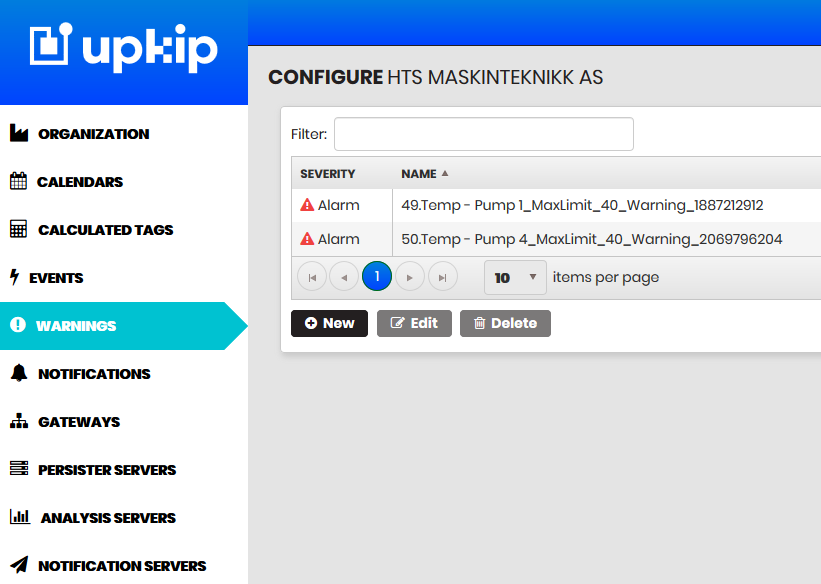 upkip
CONFIGURE HTS MASKINTEKNIKK AS
ORGANIZATION
CALENDARS
CALCULATED TAGS
EVENTS
WARNINGS
NOTIFICATIONS
GATEWAYS
PERSISTER SERVERS
ANALYSIS SERVERS
NOTIFICATION SERVERS
Filter:
SEVERITY NAME
Alarm 49.Temp - Pump 1_MaxLimit_40_Warning_1887212912
Alarm 50.Temp - Pump 4_MaxLimit_40_Warning_2069796204
1 10 items per page
New Edit Delete